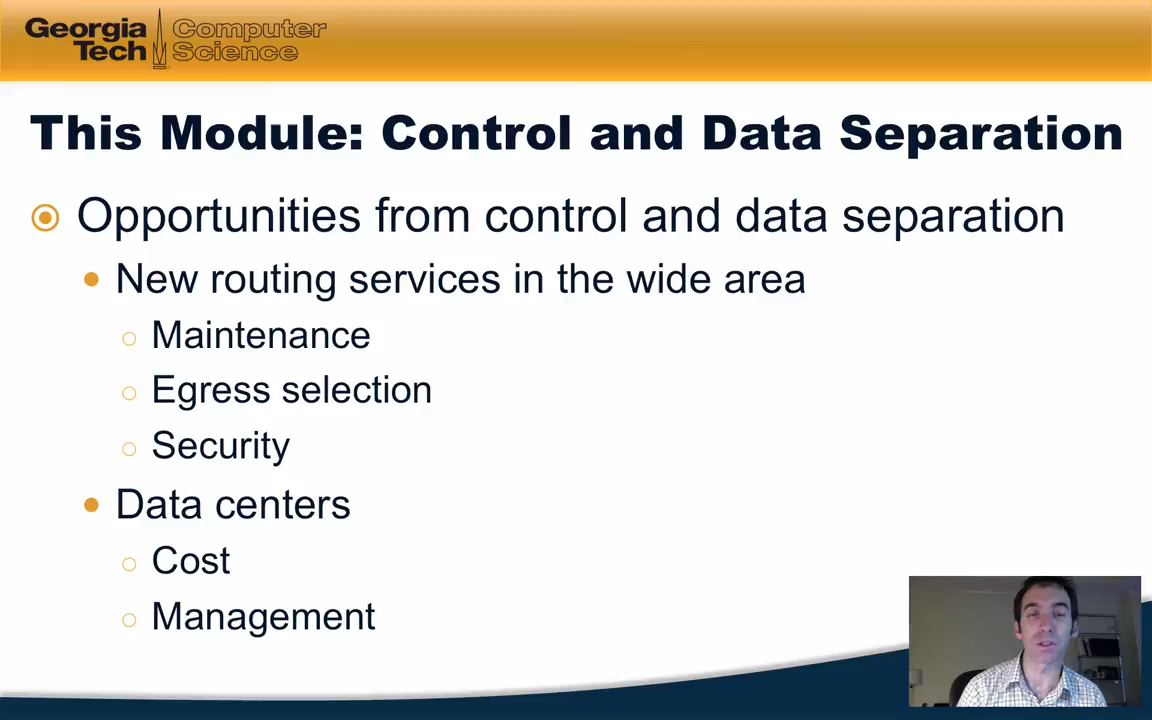 Georgia Tech
Computer Science
This Module: Control and Data Separation
Opportunities from control and data separation
New routing services in the wide area
Maintenance
Egress selection
Security
Data centers
Cost
Management